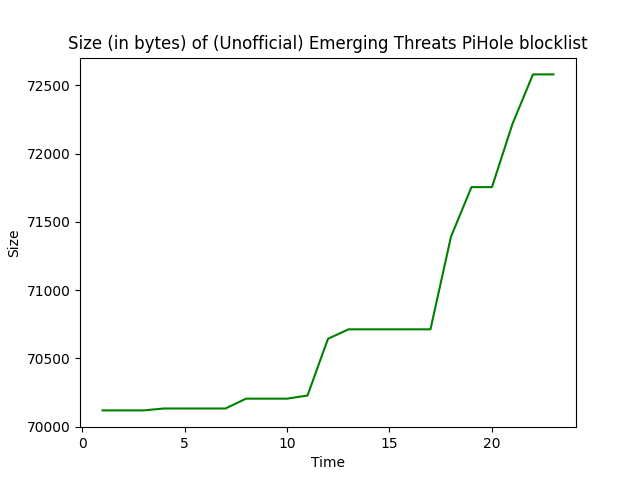 Size (in bytes) of (Unofficial) Emerging Threats PiHole blocklist
72500
72000
71500
71000
70500
70000
Size
0 5 10 15 20
Time